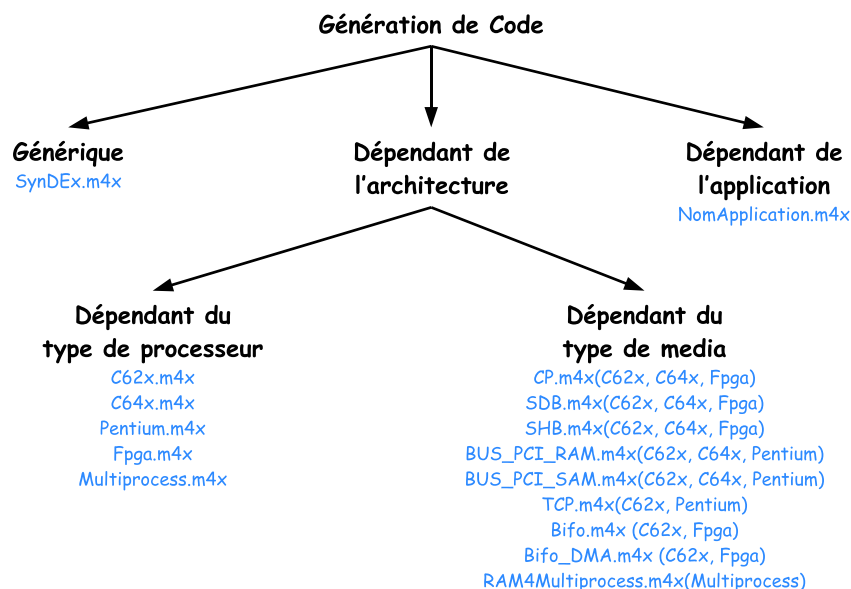 Génération de Code
Générique
SynDEx.m4x
Dépendant de
l'architecture
Dépendant de
l'application
NomApplication.m4x
Dépendant du
type de processeur
C62x.m4x
C64x.m4x
Pentium.m4x
Fpga.m4x
Multiprocess.m4x
Dépendant du
type de media
CP.m4x(C62x, C64x, Fpga)
SDB.m4x(C62x, C64x, Fpga)
SHB.m4x(C62x, C64x, Fpga)
BUS_PCI_RAM.m4x(C62x, C64x, Pentium)
BUS_PCI_SAM.m4x(C62x, C64x, Pentium)
TCP.m4x(C62x, Pentium)
Bifo.m4x (C62x, Fpga)
Bifo_DMA.m4x (C62x, Fpga)
RAM4Multiprocess.m4x(Multiprocess)